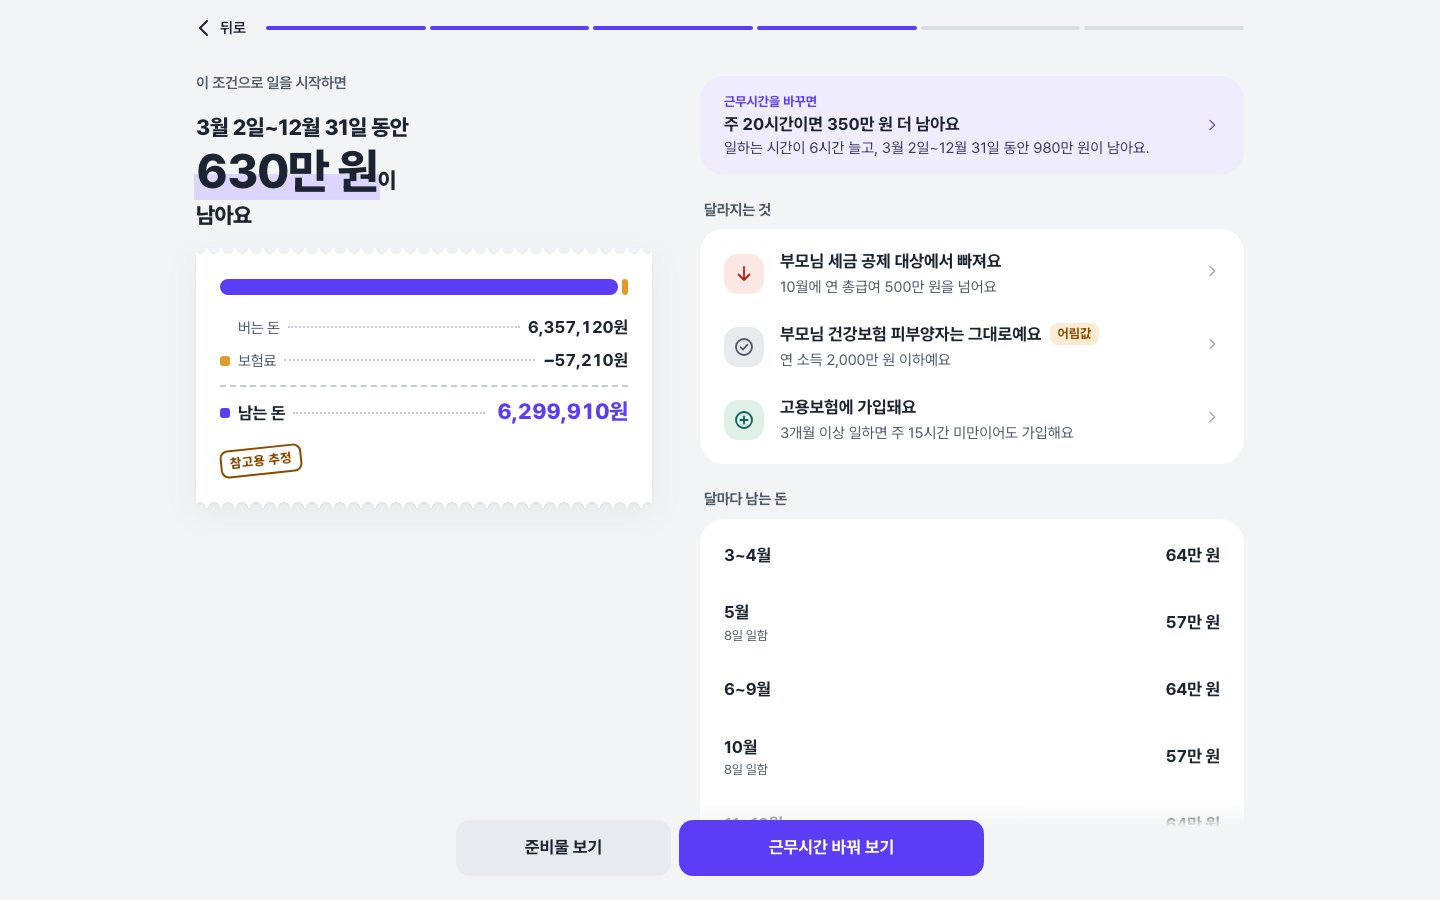 뒤로
이 조건으로 일을 시작하면
3월 2일~12월 31일 동안
630만 원이
남아요
버는 돈 6,357,120원
보험료 −57,210원
남는 돈 6,299,910원
참고용 추정
근무시간을 바꾸면
주 20시간이면 350만 원 더 남아요
일하는 시간이 6시간 늘고, 3월 2일~12월 31일 동안 980만 원이 남아요.
달라지는 것
부모님 세금 공제 대상에서 빠져요
10월에 연 총급여 500만 원을 넘어요
부모님 건강보험 피부양자는 그대로예요 어림값
연 소득 2,000만 원 이하예요
고용보험에 가입돼요
3개월 이상 일하면 주 15시간 미만이어도 가입해요
달마다 남는 돈
3~4월 64만 원
5월
8일 일함
57만 원
6~9월 64만 원
10월
8일 일함
57만 원
64만 원
준비물 보기
근무시간 바꿔 보기